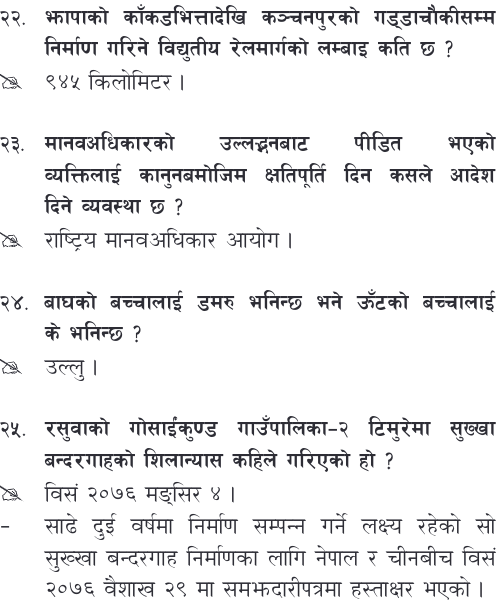 २२. झापाको काँकडभित्तादेखि कञ्चनपुरको गड्डाचौकीसम्म
निर्माण गरिने विद्युतीय रेलमार्गको लम्बाइ कति छ ?
९४५ किलोमिटर ।
२३. मानवअधिकारको उल्लङ्घनबाट पीडित भएको
व्यक्तिलाई कानुनबमोजिम क्षतिपूर्ति दिन कसले आदेश
दिने व्यवस्था छ ?
राष्ट्रिय मानवअधिकार आयोग ।
२४. बाघको बच्चालाई डमरु भनिन्छ भने ऊँटको बच्चालाई
के भनिन्छ ?
उल्लु ।
२५. रसुवाको गोसाईंकुण्ड गाउँपालिका-२ टिमुरेमा सुख्खा
बन्दरगाहको शिलान्यास कहिले गरिएको हो ?
विसं २०७६ मङ्सिर ४ ।
- साढे दुई वर्षमा निर्माण सम्पन्न गर्ने लक्ष्य रहेको सो
सुख्खा बन्दरगाह निर्माणका लागि नेपाल र चीनबीच विसं
२०७६ वैशाख २९ मा समझदारीपत्रमा हस्ताक्षर भएको ।